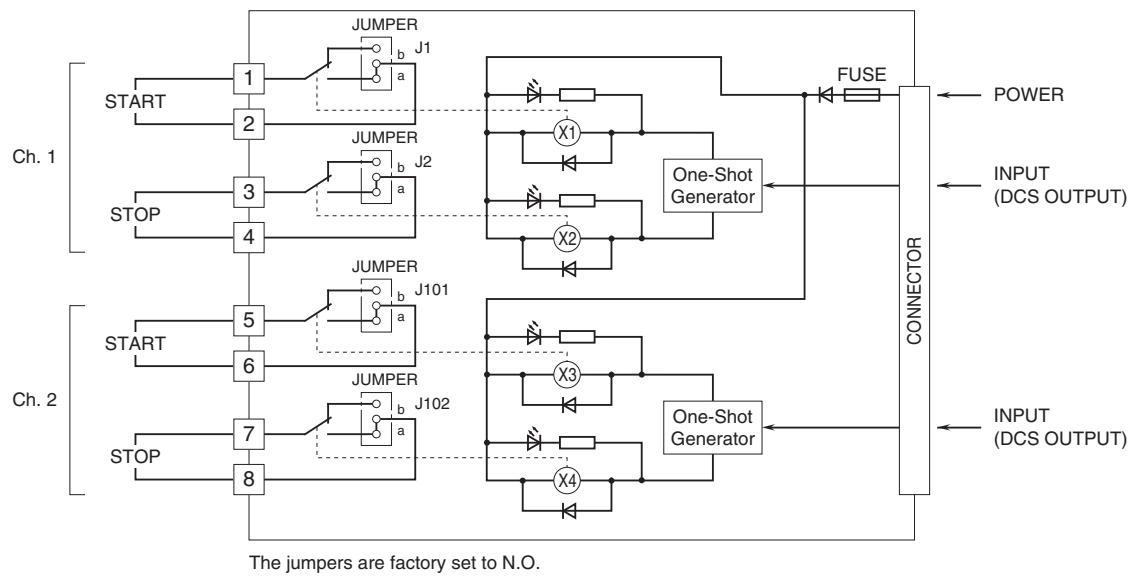 JUMPER
J1
b
a
1
START
2
Ch. 1
JUMPER
J2
b
a
3
STOP
4
JUMPER
J101
b
a
5
START
6
Ch. 2
JUMPER
J102
b
a
7
STOP
8
X1
X2
X3
X4
One-Shot
Generator
One-Shot
Generator
FUSE
CONNECTOR
POWER
INPUT
(DCS OUTPUT)
INPUT
(DCS OUTPUT)
The jumpers are factory set to N.O.